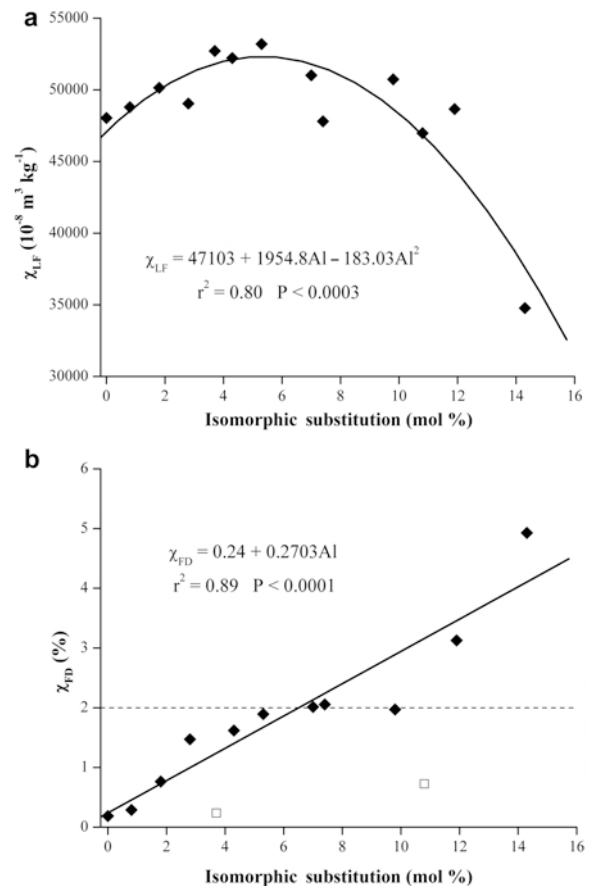 a
55000
50000
45000
40000
35000
30000
χLF (10⁻⁸ m³ kg⁻¹)
χLF = 47103 + 1954.8Al – 183.03Al²
r² = 0.80 P < 0.0003
0 2 4 6 8 10 12 14 16
Isomorphic substitution (mol %)
b
6
5
4
3
2
1
0
χFD (%)
χFD = 0.24 + 0.2703Al
r² = 0.89 P < 0.0001
0 2 4 6 8 10 12 14 16
Isomorphic substitution (mol %)